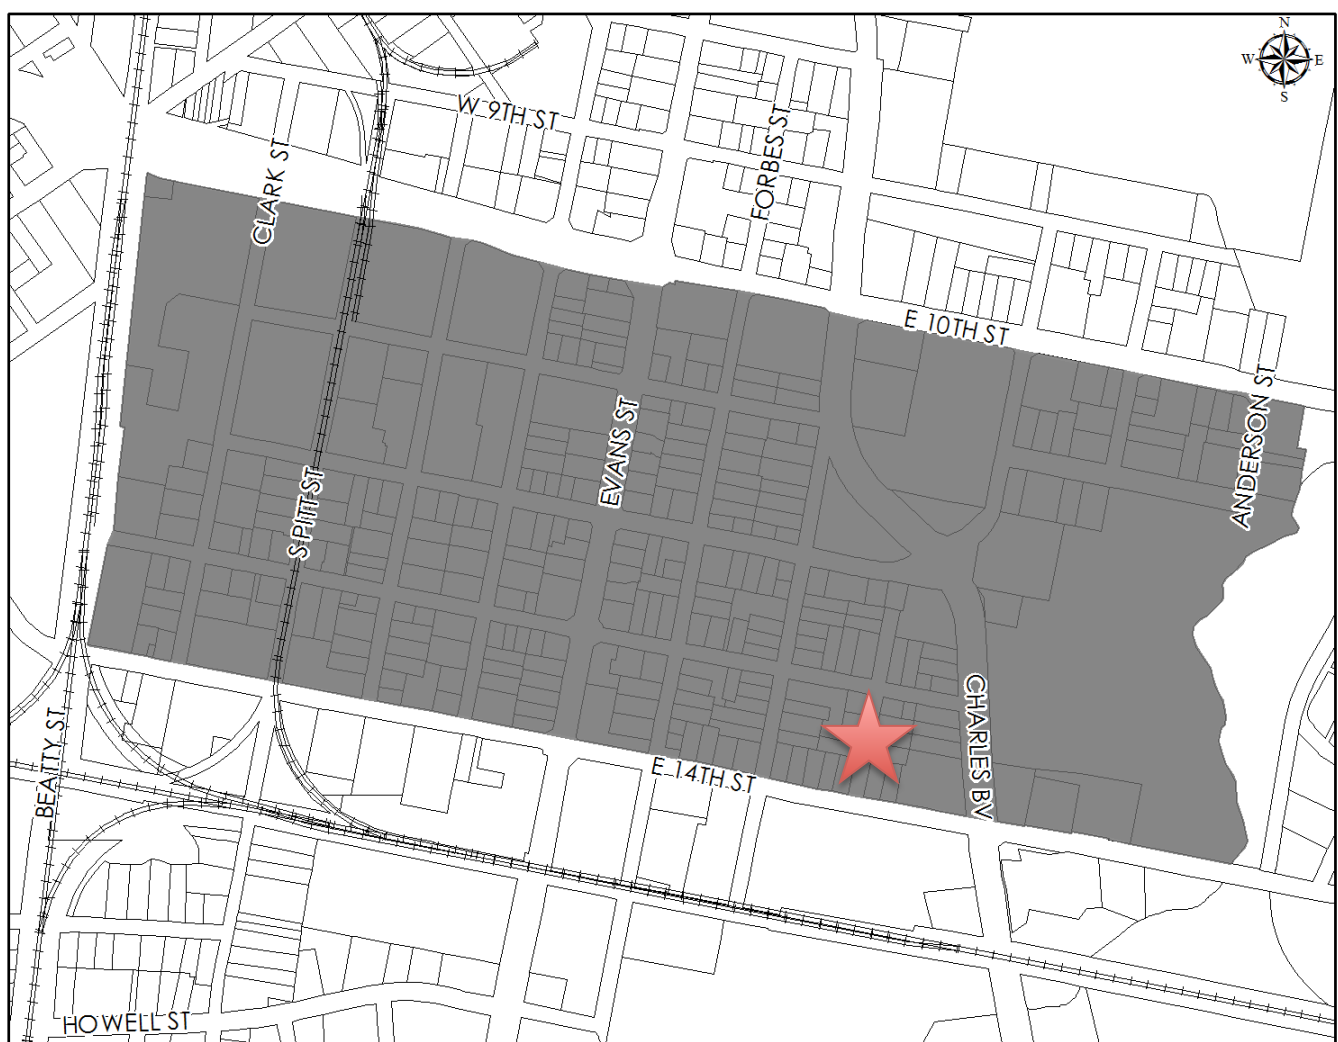 N
W E
S
W 9TH ST
FORBES ST
CLARK ST
E 10TH ST
ANDERSON ST
EVANS ST
S PITT ST
CHARLES BV
BEATTY ST
E 14TH ST
HOWELL ST